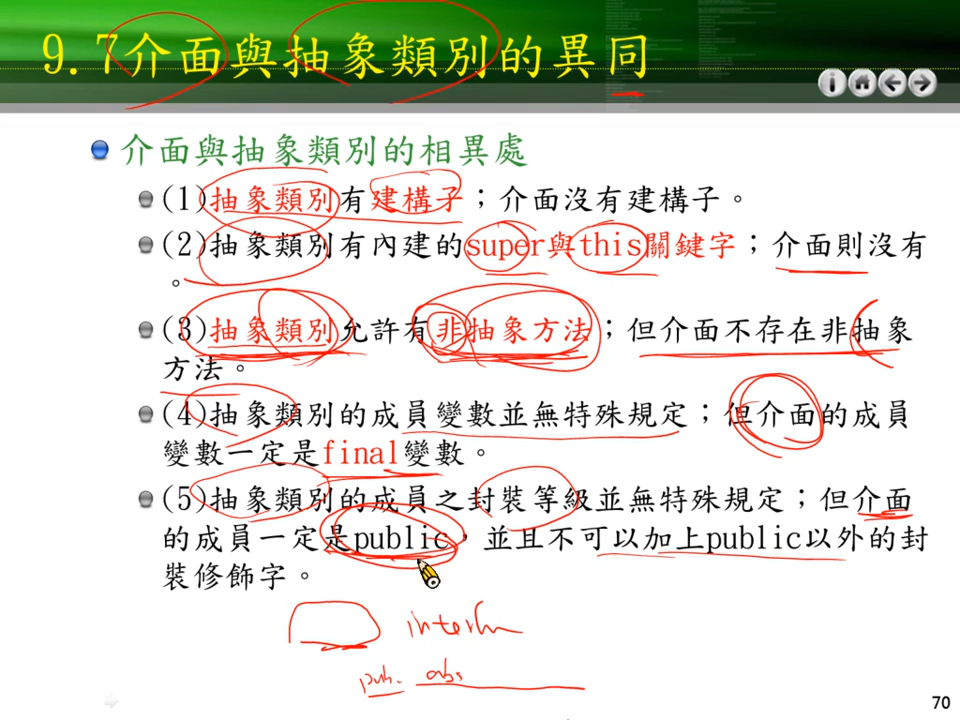 9.7介面與抽象類別的異同
介面與抽象類別的相異處
(1)抽象類別有建構子；介面沒有建構子。
(2)抽象類別有內建的super與this關鍵字；介面則沒有
。
(3)抽象類別允許有非抽象方法；但介面不存在非抽象
方法。
(4)抽象類別的成員變數並無特殊規定；但介面的成員
變數一定是final變數。
(5)抽象類別的成員之封裝等級並無特殊規定；但介面
的成員一定是public，並且不可以加上public以外的封
裝修飾字。
pub. abs
70